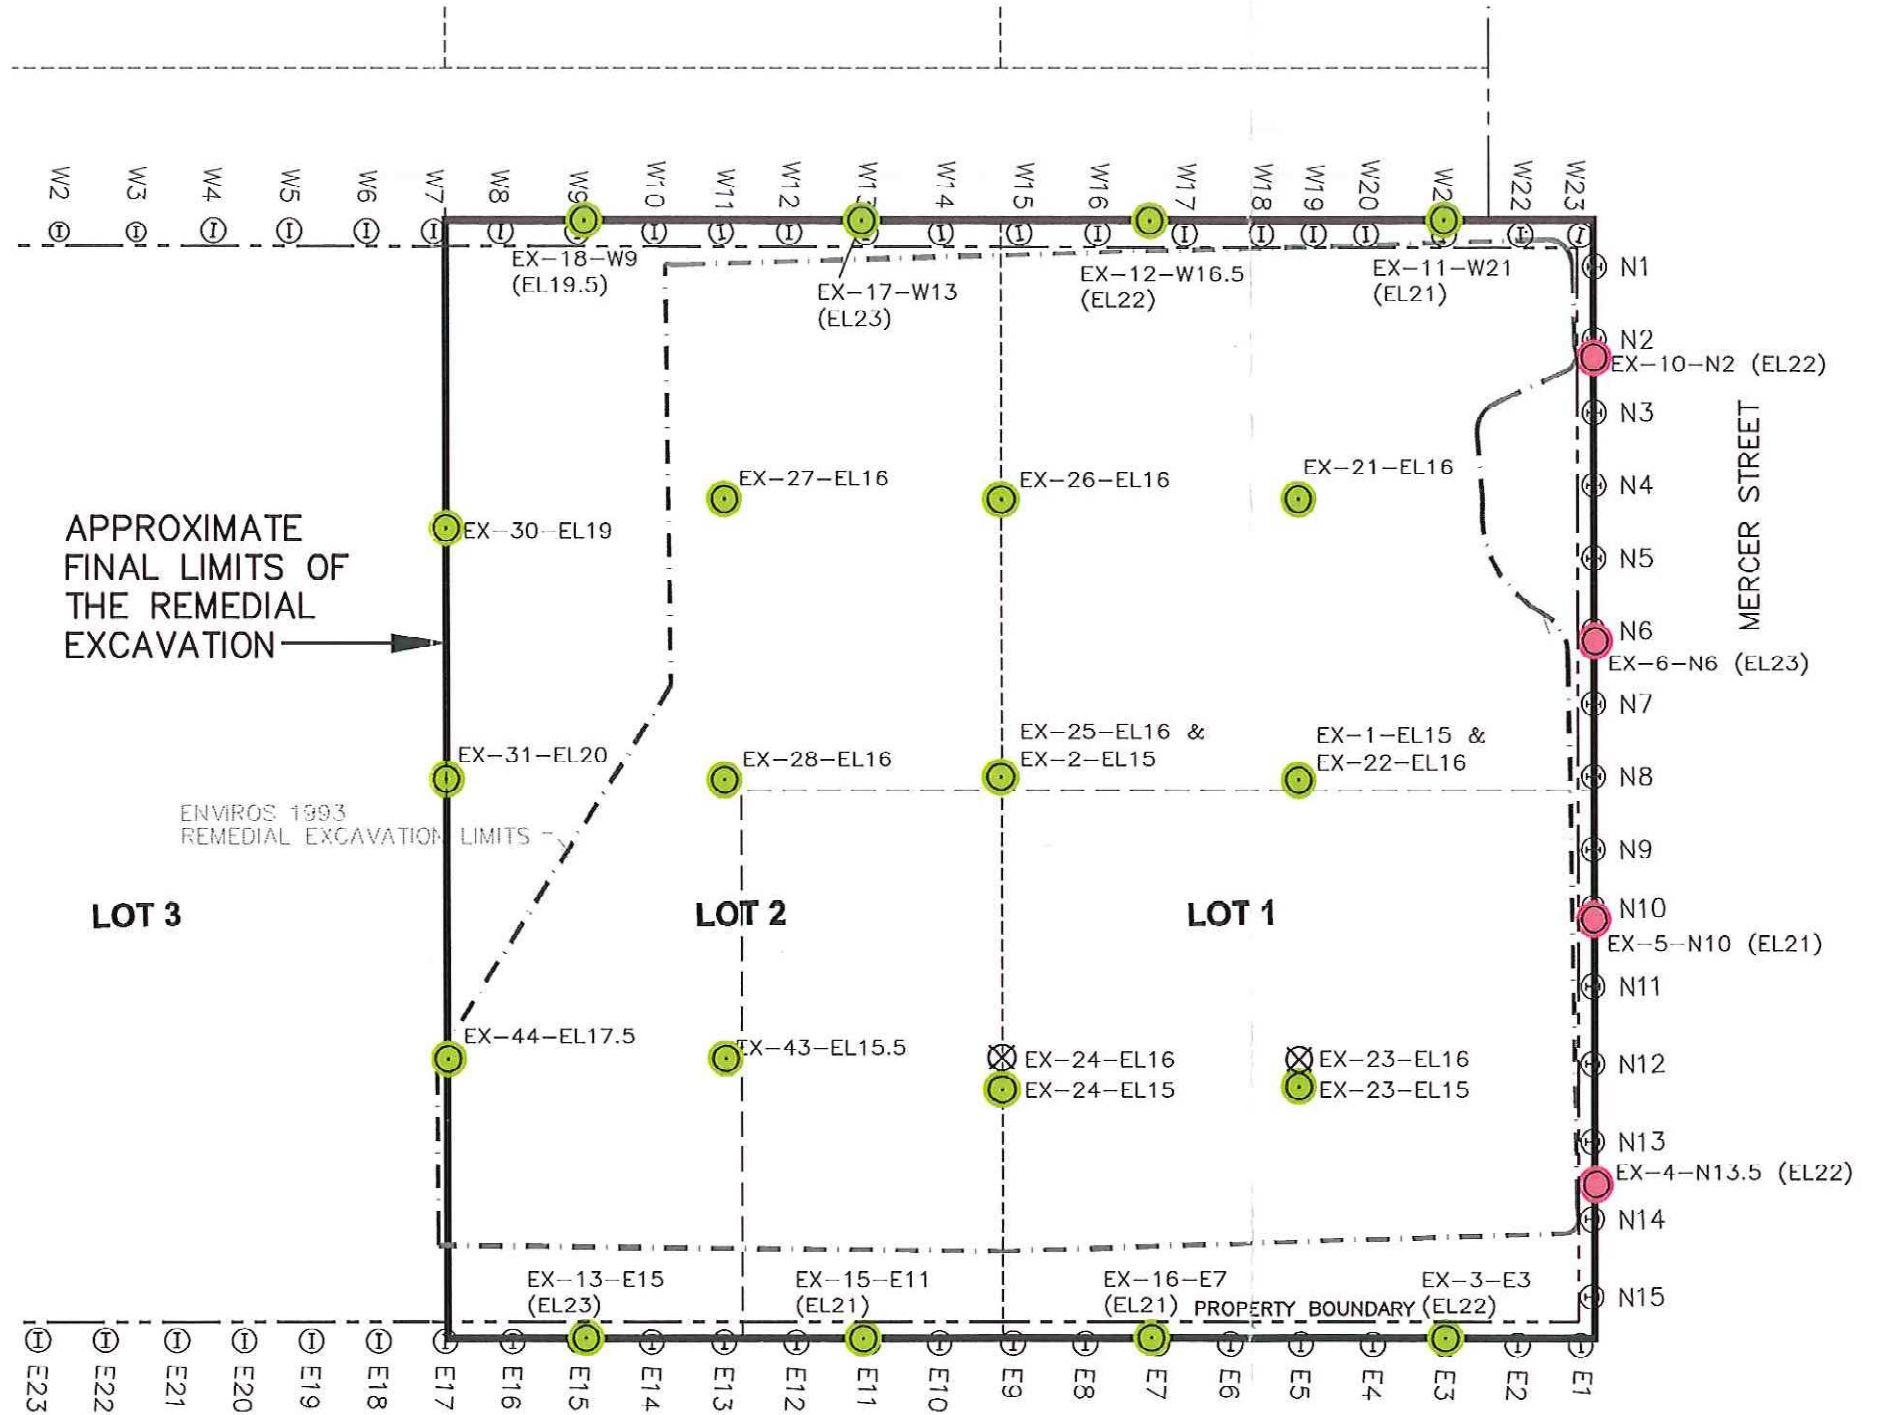 W2 W3 W4 W5 W6 W7 W8 W9 W10 W11 W12 W13 W14 W15 W16 W17 W18 W19 W20 W22 W23
EX-18-W9
(EL19.5)
EX-17-W13
(EL23)
EX-12-W16.5
(EL22)
EX-11-W21
(EL21)
N1
N2
EX-10-N2 (EL22)
N3
N4
N5
N6
EX-6-N6 (EL23)
N7
N8
N9
N10
EX-5-N10 (EL21)
N11
N12
N13
EX-4-N13.5 (EL22)
N14
N15
MERCER STREET
EX-27-EL16
EX-26-EL16
EX-21-EL16
EX-30-EL19
APPROXIMATE
FINAL LIMITS OF
THE REMEDIAL
EXCAVATION
EX-31-EL20
EX-28-EL16
EX-25-EL16 &
EX-2-EL15
EX-1-EL15 &
EX-22-EL16
ENVIROS 1993
REMEDIAL EXCAVATION LIMITS
LOT 3
LOT 2
LOT 1
EX-44-EL17.5
EX-43-EL15.5
EX-24-EL16
EX-24-EL15
EX-23-EL16
EX-23-EL15
EX-13-E15
(EL23)
EX-15-E11
(EL21)
EX-16-E7
(EL21)
PROPERTY BOUNDARY
EX-3-E3
(EL22)
E23 E22 E21 E20 E19 E18 E17 E16 E15 E14 E13 E12 E11 E10 E9 E8 E7 E6 E5 E4 E3 E2 E1